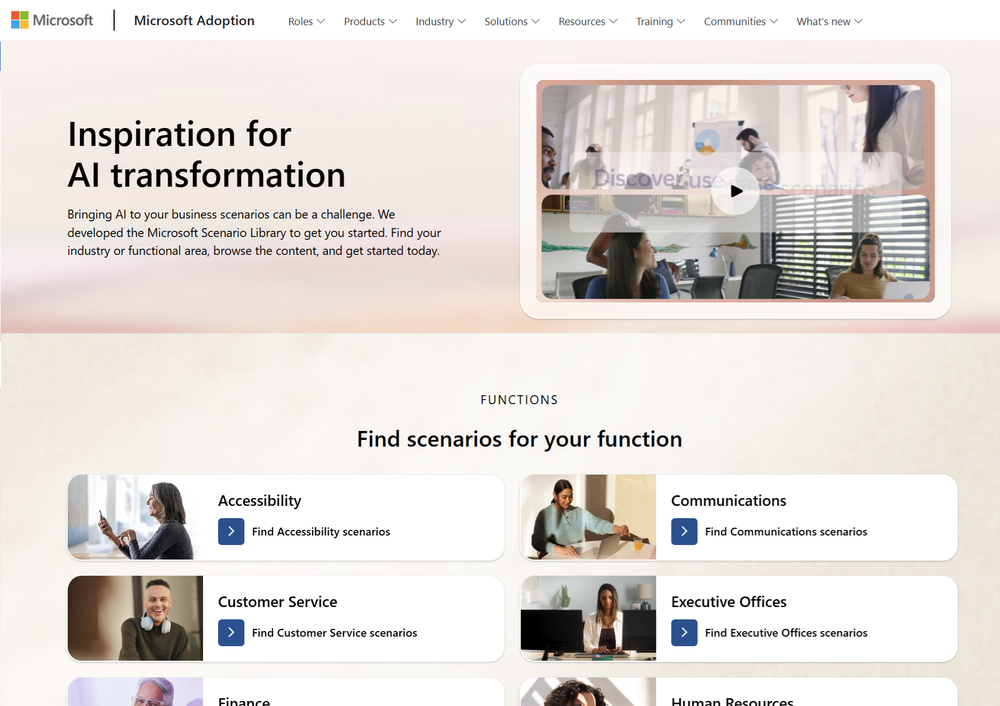 Microsoft
Microsoft Adoption
Roles
Products
Industry
Solutions
Resources
Training
Communities
What's new
Inspiration for
AI transformation
Bringing AI to your business scenarios can be a challenge. We
developed the Microsoft Scenario Library to get you started. Find your
industry or functional area, browse the content, and get started today.
Discover use case scenarios
FUNCTIONS
Find scenarios for your function
Accessibility
Find Accessibility scenarios
Communications
Find Communications scenarios
Customer Service
Find Customer Service scenarios
Executive Offices
Find Executive Offices scenarios
Finance
Human Resources